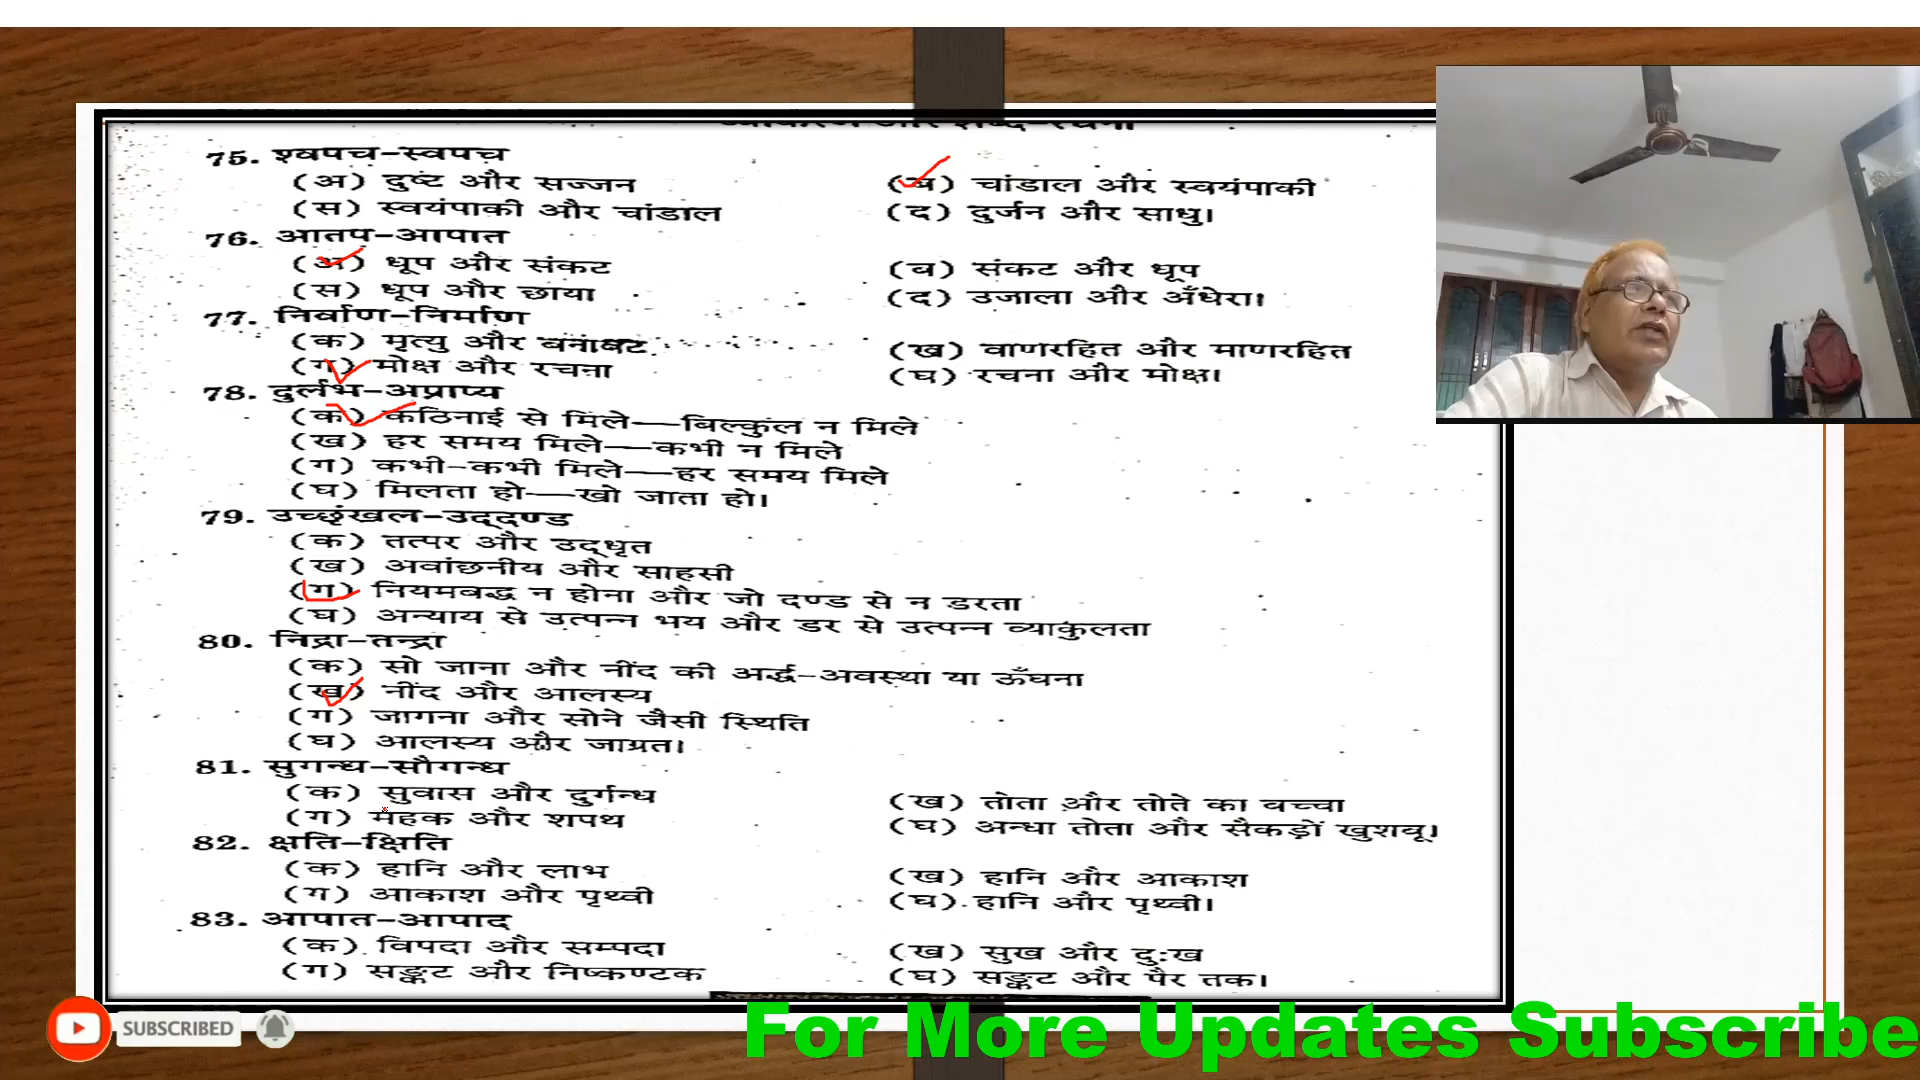 75. श्वपच-स्वपच
(अ) दुष्ट और सज्जन (ब) चांडाल और स्वयंपाकी
(स) स्वयंपाकी और चांडाल (द) दुर्जन और साधु।
76. आतप-आपात
(अ) धूप और संकट (ब) संकट और धूप
(स) धूप और छाया (द) उजाला और अँधेरा।
77. निर्वाण-निर्माण
(क) मृत्यु और बनावट (ख) वाणरहित और माणरहित
(ग) मोक्ष और रचना (घ) रचना और मोक्ष।
78. दुर्लभ-अप्राप्य
(क) कठिनाई से मिले—बिल्कुल न मिले
(ख) हर समय मिले—कभी न मिले
(ग) कभी-कभी मिले—हर समय मिले
(घ) मिलता हो—खो जाता हो।
79. उच्छृंखल-उद्दण्ड
(क) तत्पर और उद्धृत
(ख) अवांछनीय और साहसी
(ग) नियमबद्ध न होना और जो दण्ड से न डरता
(घ) अन्याय से उत्पन्न भय और डर से उत्पन्न व्याकुलता
80. निद्रा-तन्द्रा
(क) सो जाना और नींद की अर्द्ध-अवस्था या ऊँघना
(ख) नींद और आलस्य
(ग) जागना और सोने जैसी स्थिति
(घ) आलस्य और जाग्रत।
81. सुगन्ध-सौगन्ध
(क) सुवास और दुर्गन्ध (ख) तोता और तोते का बच्चा
(ग) महक और शपथ (घ) अन्धा तोता और सैकड़ों खुशबू।
82. क्षति-क्षिति
(क) हानि और लाभ (ख) हानि और आकाश
(ग) आकाश और पृथ्वी (घ) हानि और पृथ्वी।
83. आपात-आपाद
(क) विपदा और सम्पदा (ख) सुख और दुःख
(ग) सङ्कट और निष्कण्टक (घ) सङ्कट और पैर तक।
SUBSCRIBED
For More Updates Subscribe